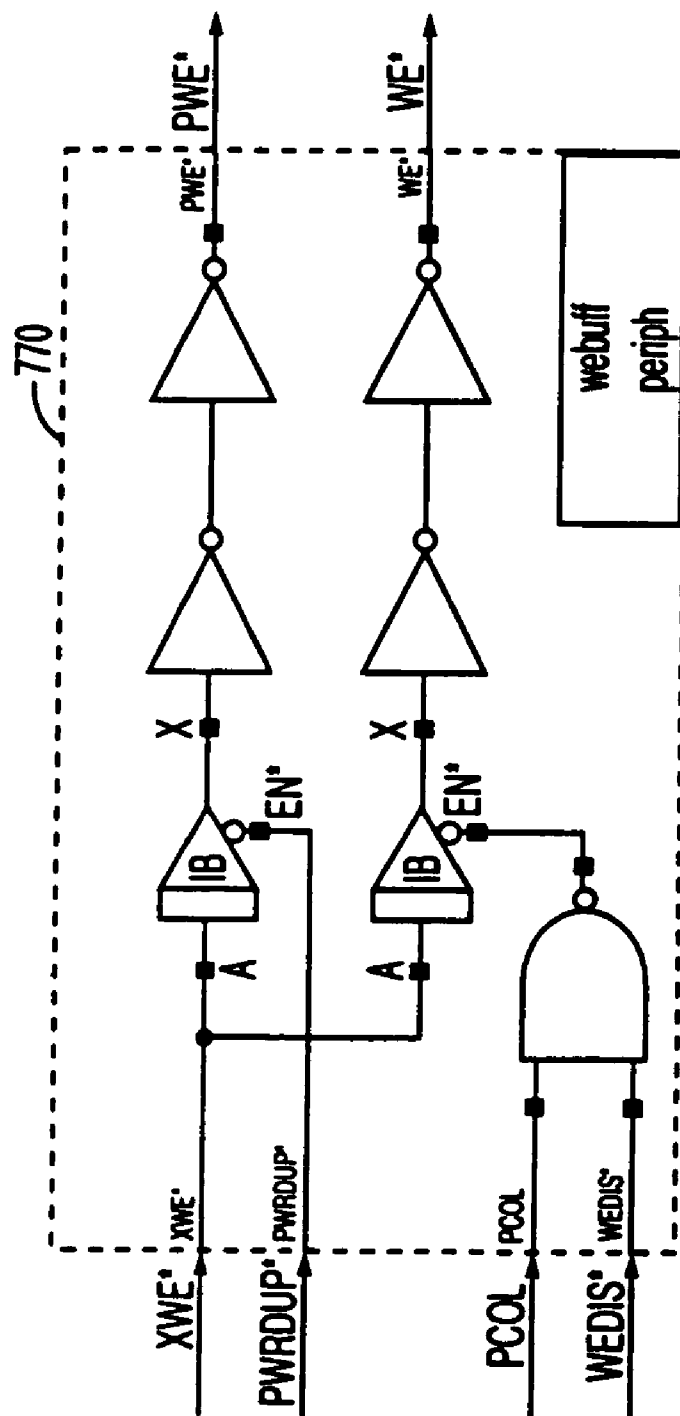 770
XWE*
XWE*
A
IB
X
EN*
PWE*
PWE*
PWRDUP*
PWRDUP*
A
IB
X
EN*
WE*
WE*
PCOL
PCOL
WEDIS*
WEDIS*
webuff
periph